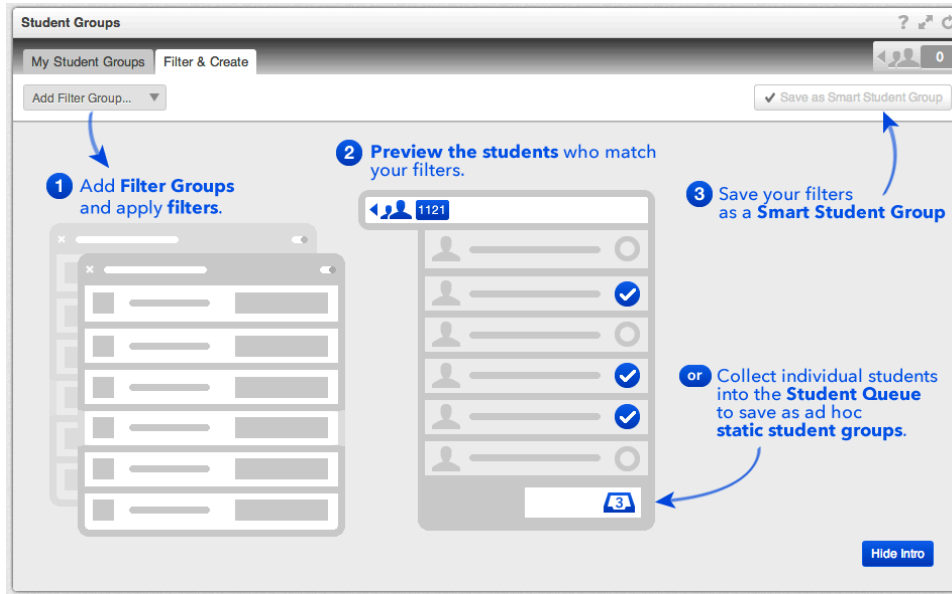 Student Groups
?
My Student Groups
Filter & Create
0
Add Filter Group...
Save as Smart Student Group
1 Add Filter Groups
and apply filters.
2 Preview the students who match
your filters.
1121
3 Save your filters
as a Smart Student Group
or Collect individual students
into the Student Queue
to save as ad hoc
static student groups.
3
Hide Intro